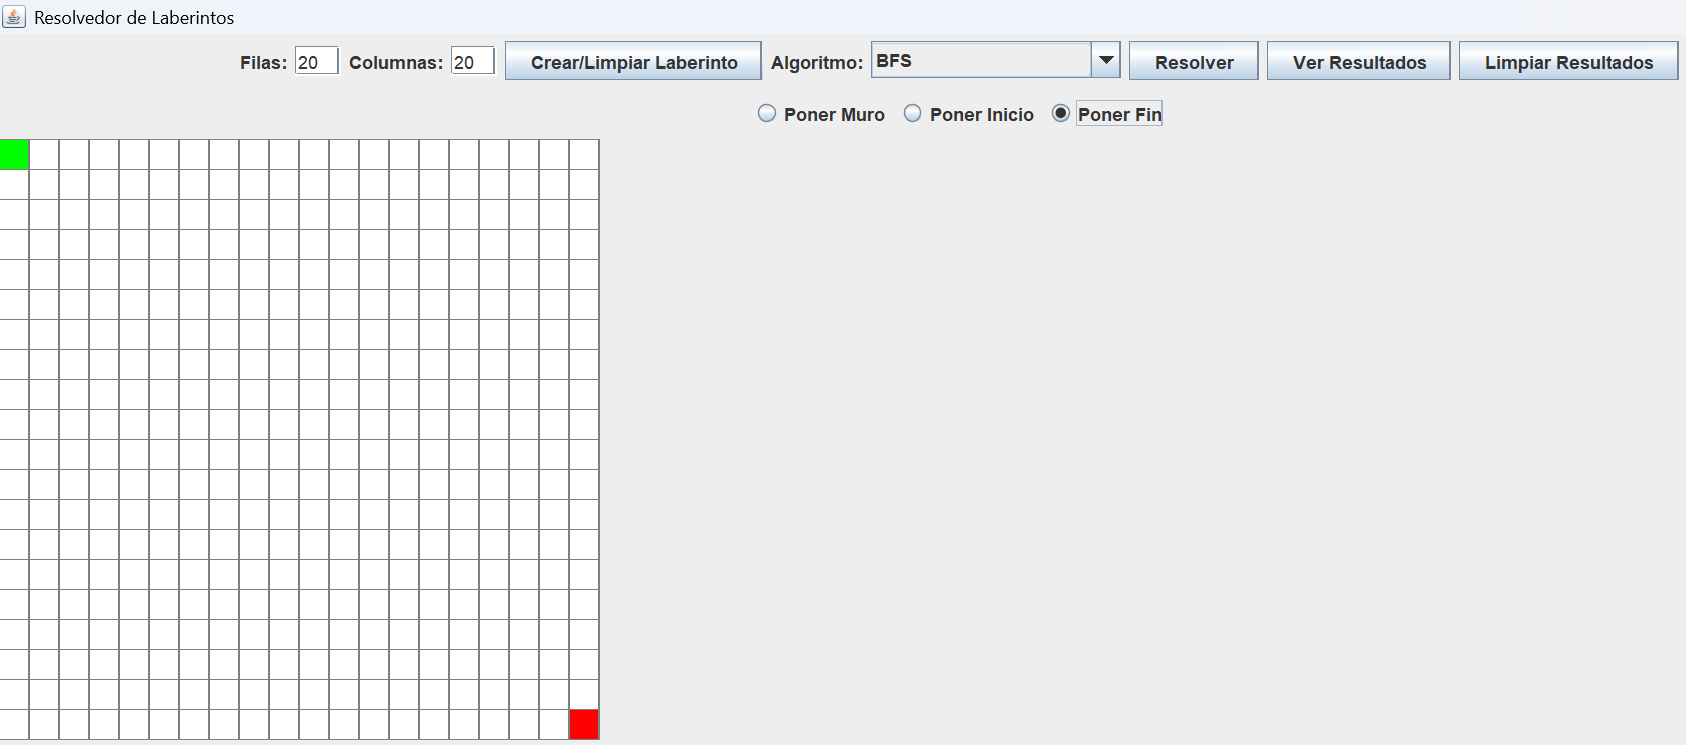 Resolvedor de Laberintos
Filas: 20 Columnas: 20 Crear/Limpiar Laberinto Algoritmo: BFS Resolver Ver Resultados Limpiar Resultados
Poner Muro Poner Inicio Poner Fin